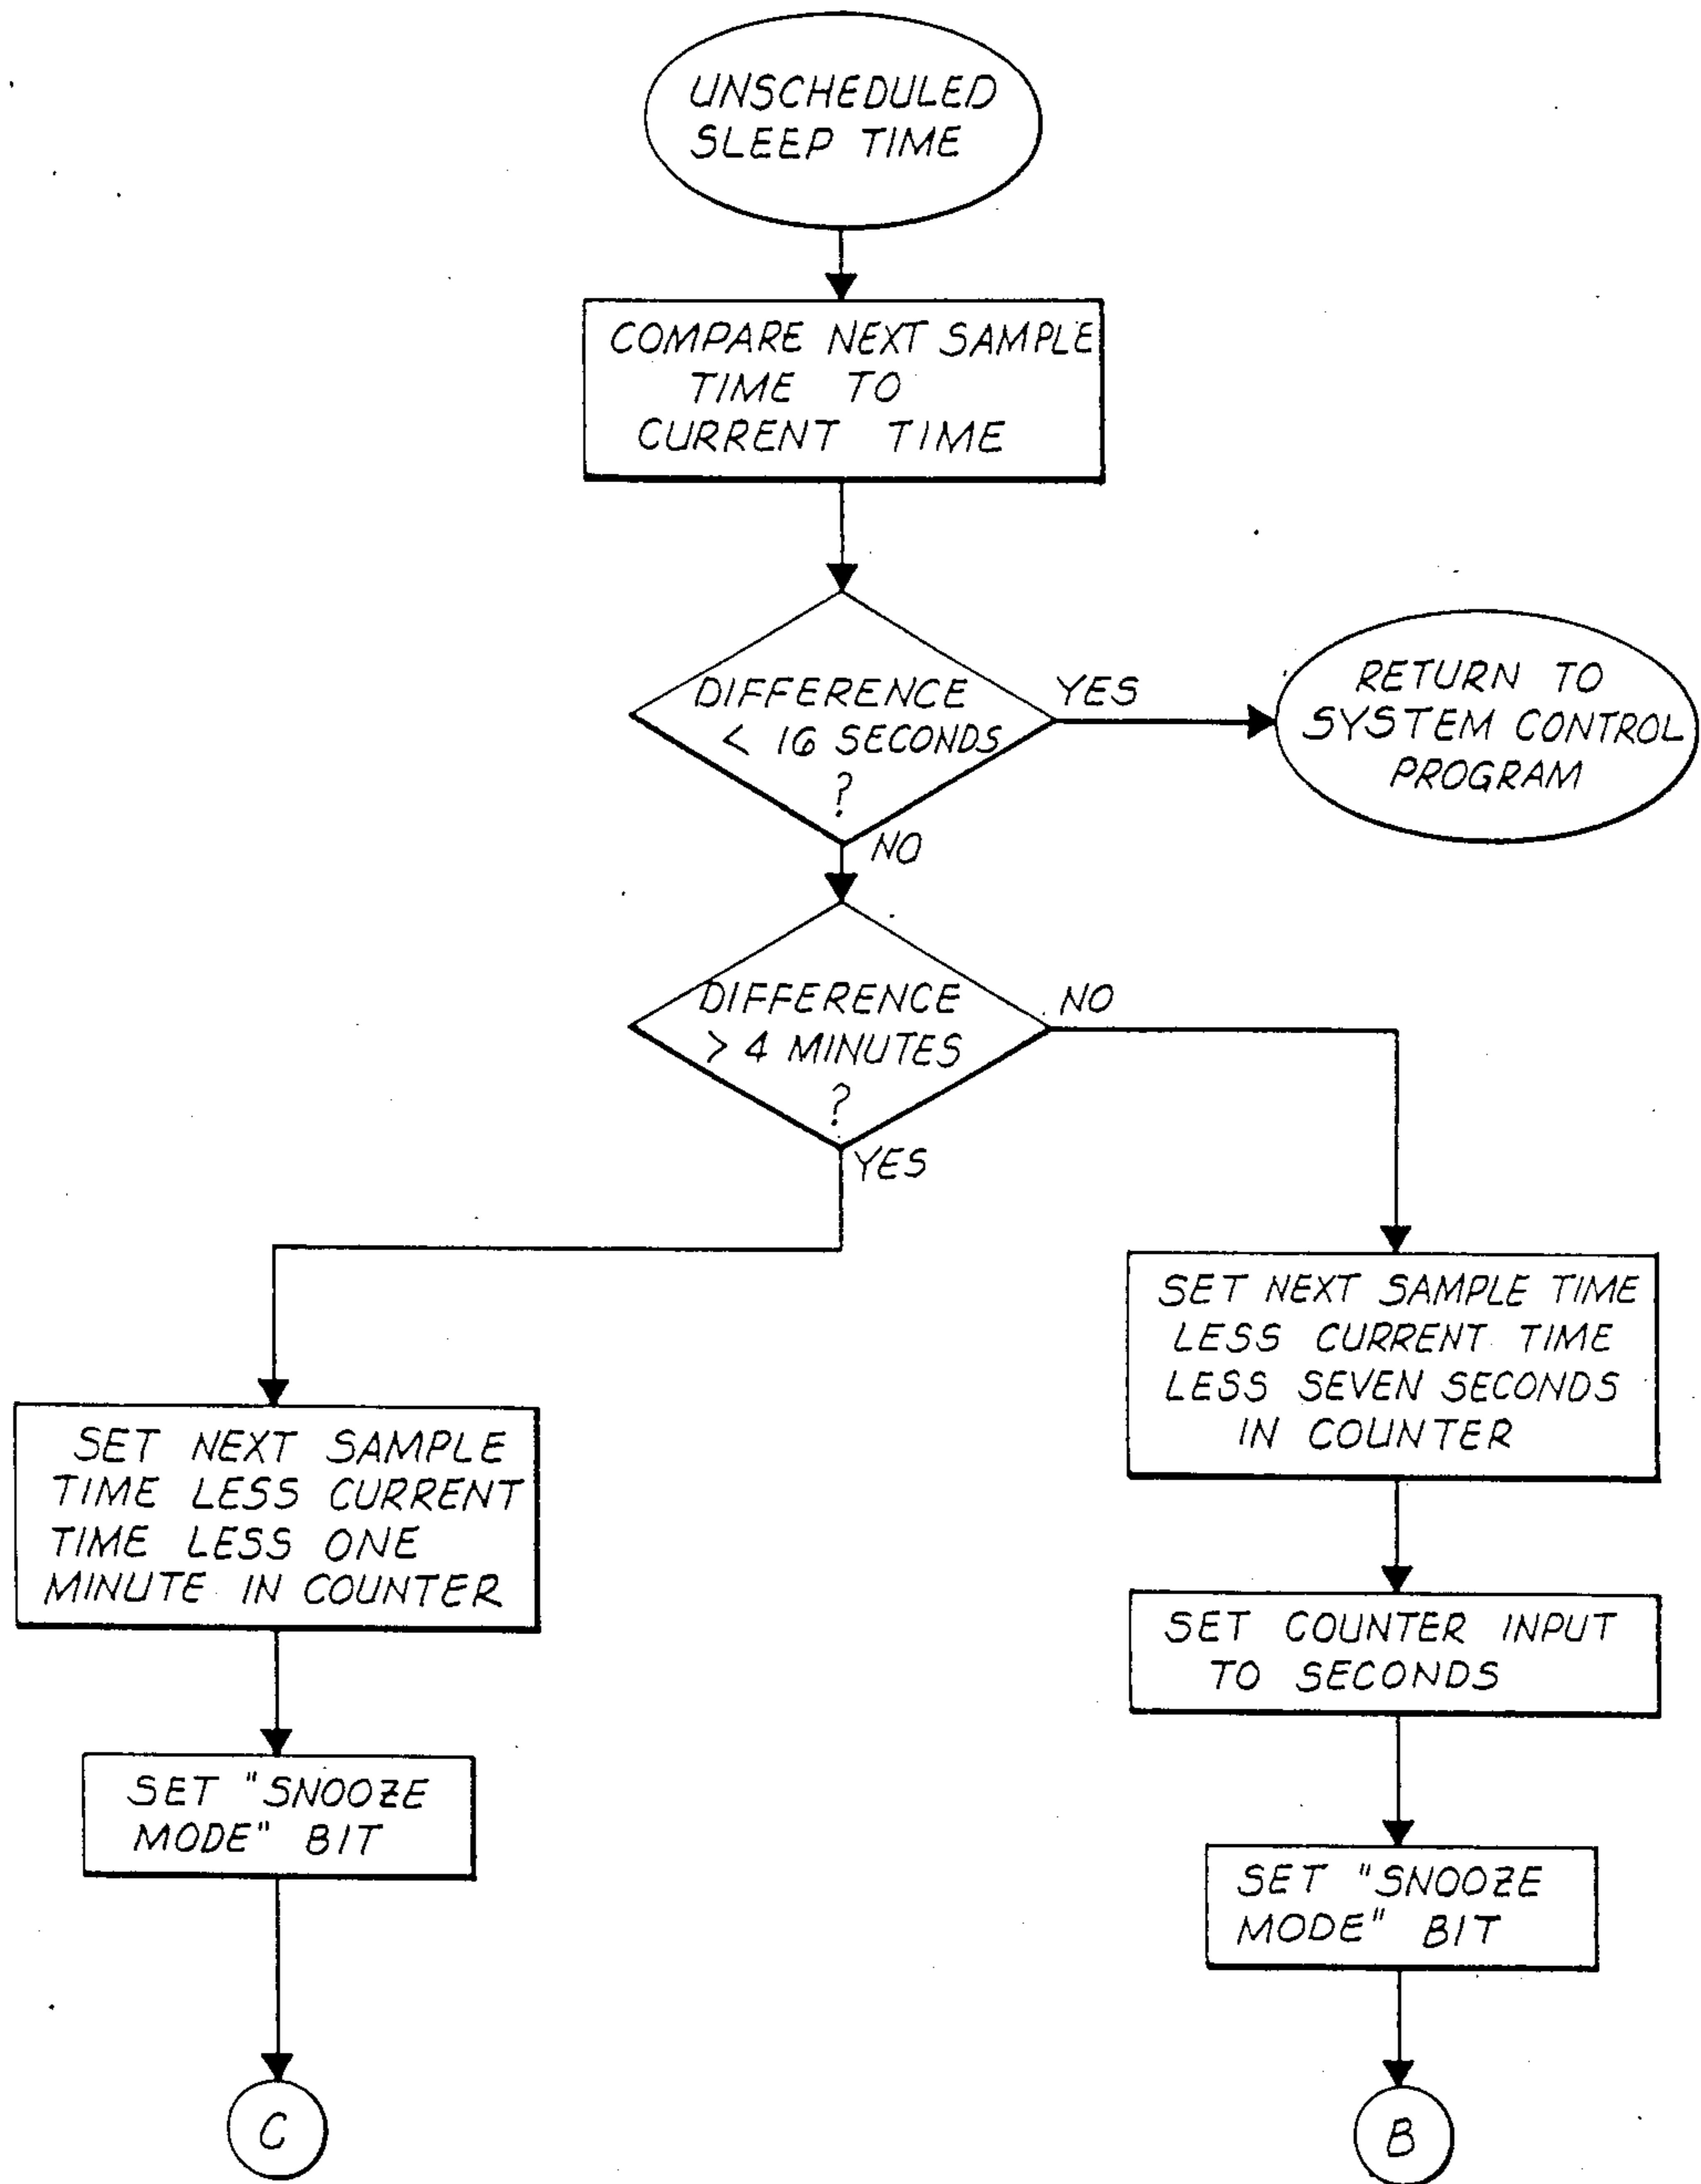 UNSCHEDULED
SLEEP TIME
COMPARE NEXT SAMPLE
TIME TO
CURRENT TIME
DIFFERENCE
< 16 SECONDS
?
YES
RETURN TO
SYSTEM CONTROL
PROGRAM
NO
DIFFERENCE
> 4 MINUTES
?
NO
YES
SET NEXT SAMPLE TIME
LESS CURRENT TIME
LESS SEVEN SECONDS
IN COUNTER
SET NEXT SAMPLE
TIME LESS CURRENT
TIME LESS ONE
MINUTE IN COUNTER
SET COUNTER INPUT
TO SECONDS
SET "SNOOZE
MODE" BIT
SET "SNOOZE
MODE" BIT
C
B